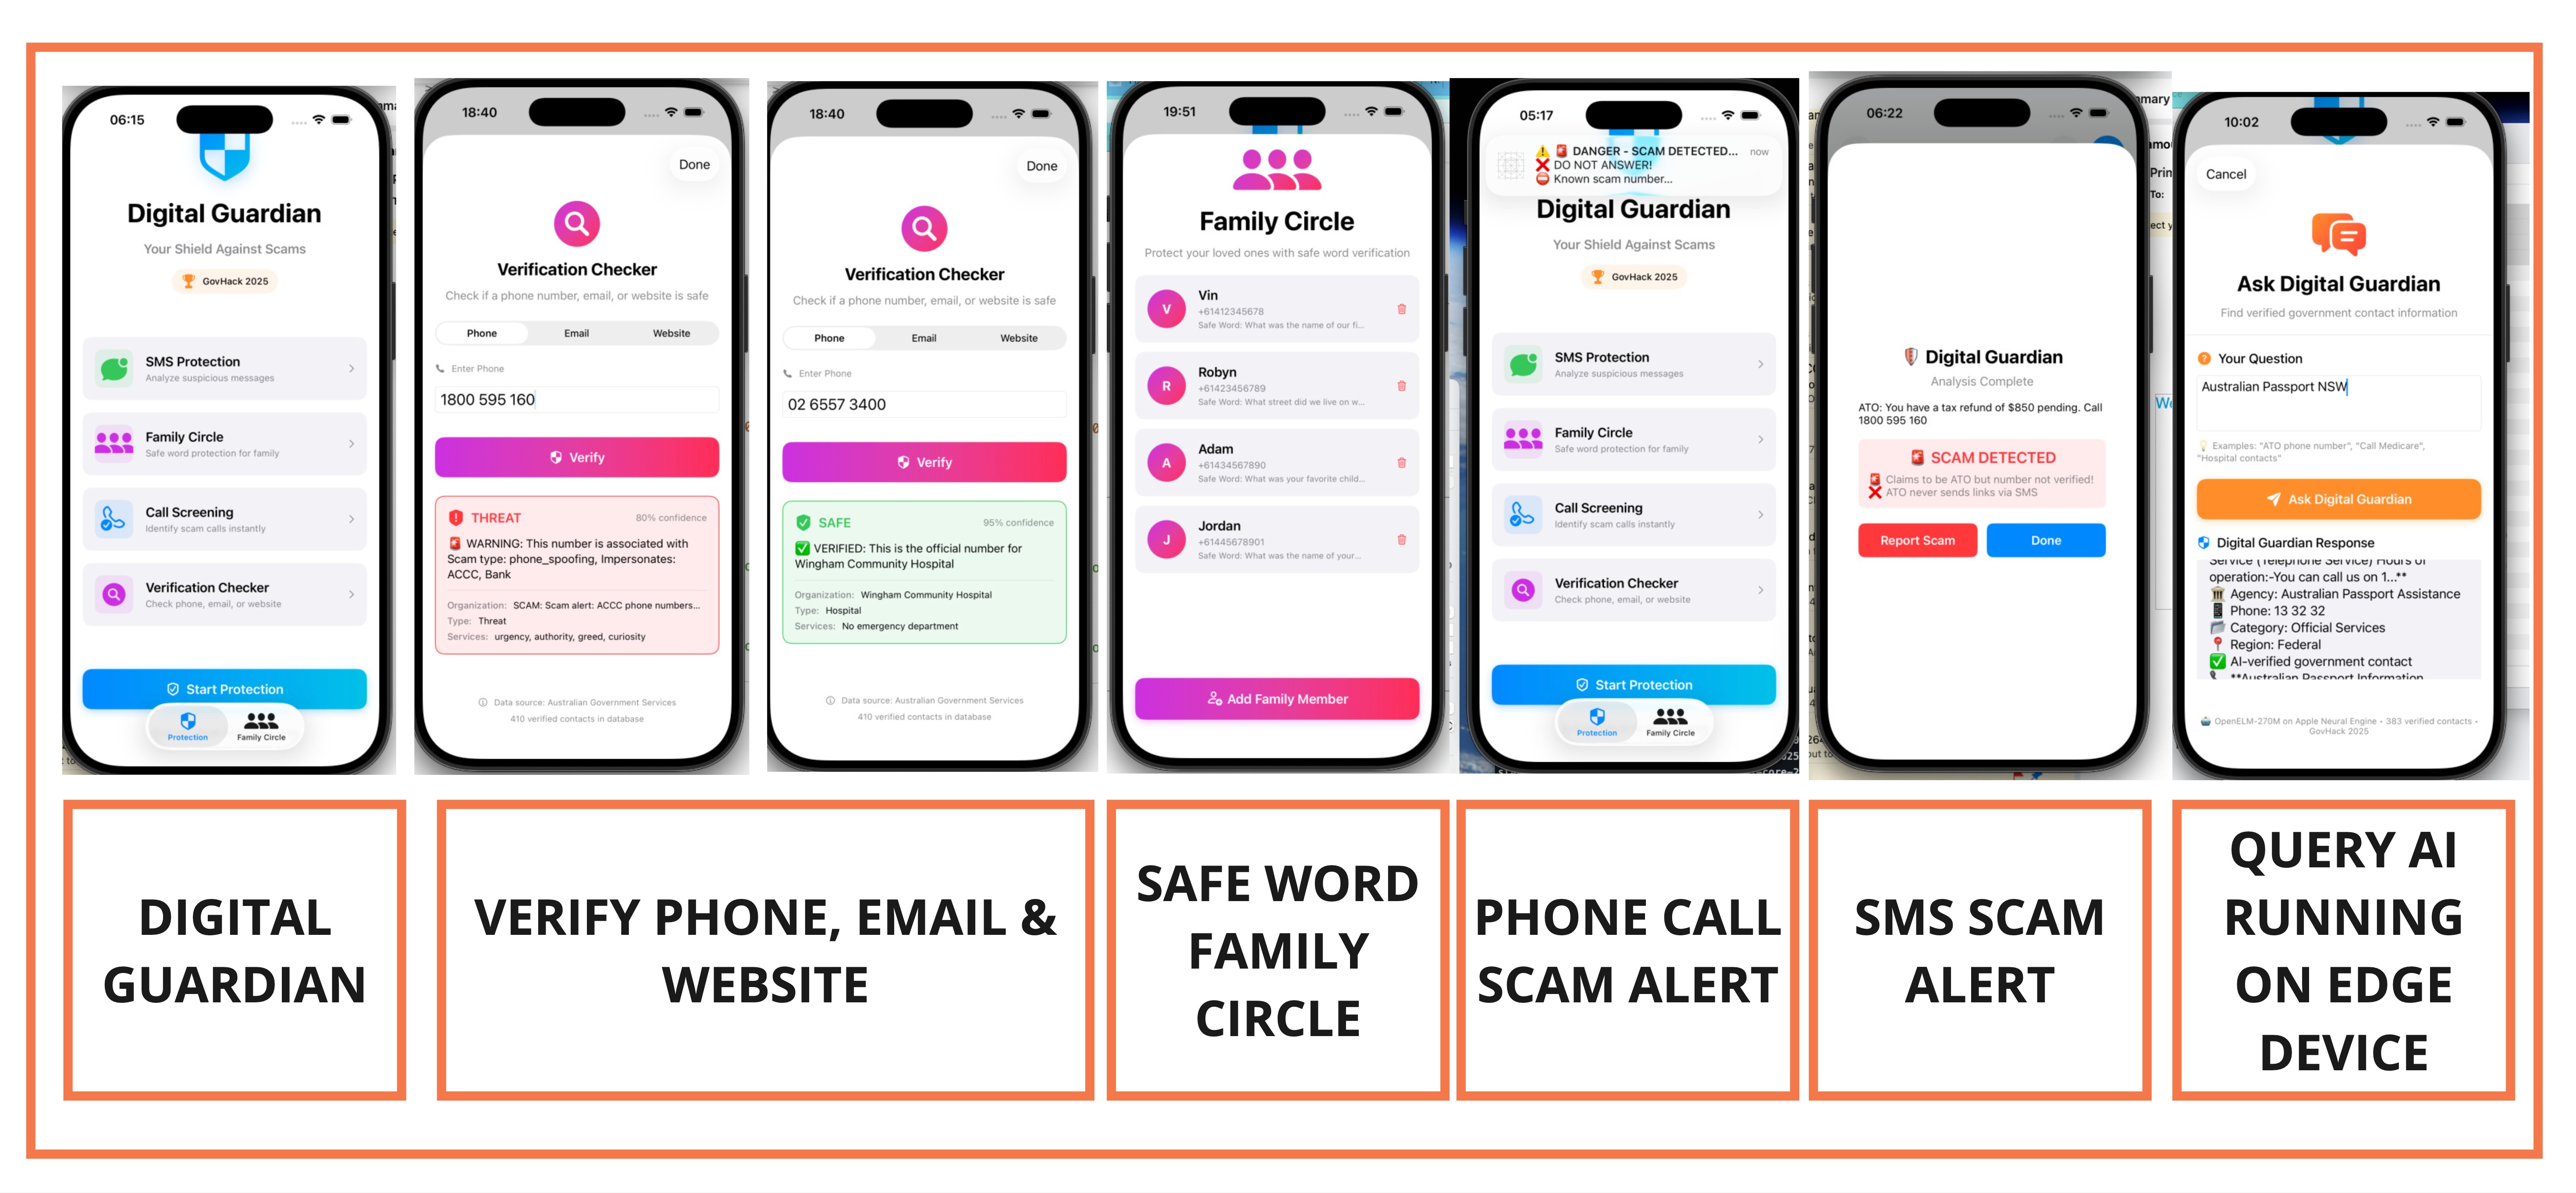 06:15
Digital Guardian
Your Shield Against Scams
🏆 GovHack 2025
SMS Protection
Analyze suspicious messages
Family Circle
Safe word protection for family
Call Screening
Identify scam calls instantly
Verification Checker
Check phone, email, or website
Start Protection
Protection
Family Circle
18:40
Done
Verification Checker
Check if a phone number, email, or website is safe
Phone Email Website
Enter Phone
1800 595 160
Verify
THREAT 80% confidence
🚨 WARNING: This number is associated with
Scam type: phone_spoofing, Impersonates:
ACCC, Bank
Organization: SCAM: Scam alert: ACCC phone numbers...
Type: Threat
Services: urgency, authority, greed, curiosity
Data source: Australian Government Services
410 verified contacts in database
18:40
Done
Verification Checker
Check if a phone number, email, or website is safe
Phone Email Website
Enter Phone
02 6557 3400
Verify
SAFE 95% confidence
✅ VERIFIED: This is the official number for
Wingham Community Hospital
Organization: Wingham Community Hospital
Type: Hospital
Services: No emergency department
Data source: Australian Government Services
410 verified contacts in database
19:51
Family Circle
Protect your loved ones with safe word verification
V
Vin
+61412345678
Safe Word: What was the name of our fi...
R
Robyn
+61423456789
Safe Word: What street did we live on w...
A
Adam
+61434567890
Safe Word: What was your favorite child...
J
Jordan
+61445678901
Safe Word: What was the name of your...
Add Family Member
05:17
⚠️ 🚨 DANGER - SCAM DETECTED... now
❌ DO NOT ANSWER!
⛔ Known scam number...
Digital Guardian
Your Shield Against Scams
🏆 GovHack 2025
SMS Protection
Analyze suspicious messages
Family Circle
Safe word protection for family
Call Screening
Identify scam calls instantly
Verification Checker
Check phone, email, or website
Start Protection
Protection
Family Circle
06:22
Digital Guardian
Analysis Complete
ATO: You have a tax refund of $850 pending. Call
1800 595 160
🚨 SCAM DETECTED
🚨 Claims to be ATO but number not verified!
❌ ATO never sends links via SMS
Report Scam
Done
10:02
Cancel
Ask Digital Guardian
Find verified government contact information
Your Question
Australian Passport NSW
💡 Examples: "ATO phone number", "Call Medicare",
"Hospital contacts"
Ask Digital Guardian
Digital Guardian Response
Service (Telephone Service) Hours of
operation:-You can call us on 1...**
🏛️ Agency: Australian Passport Assistance
📱 Phone: 13 32 32
📂 Category: Official Services
📍 Region: Federal
✅ AI-verified government contact
📞 **Australian Passport Information
🤖 OpenELM-270M on Apple Neural Engine • 383 verified contacts •
GovHack 2025
DIGITAL
GUARDIAN
VERIFY PHONE, EMAIL &
WEBSITE
SAFE WORD
FAMILY
CIRCLE
PHONE CALL
SCAM ALERT
SMS SCAM
ALERT
QUERY AI
RUNNING
ON EDGE
DEVICE